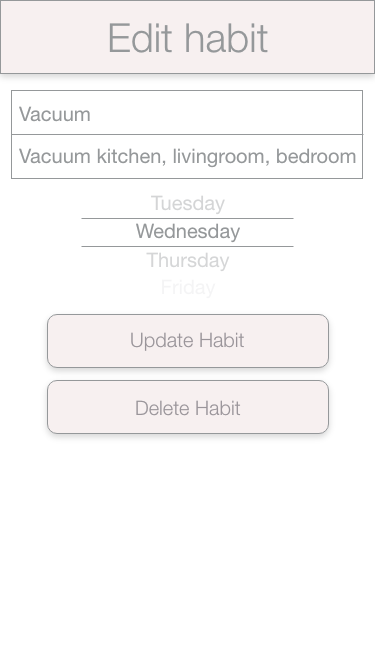 Edit habit
Vacuum
Vacuum kitchen, livingroom, bedroom
Tuesday
Wednesday
Thursday
Friday
Update Habit
Delete Habit